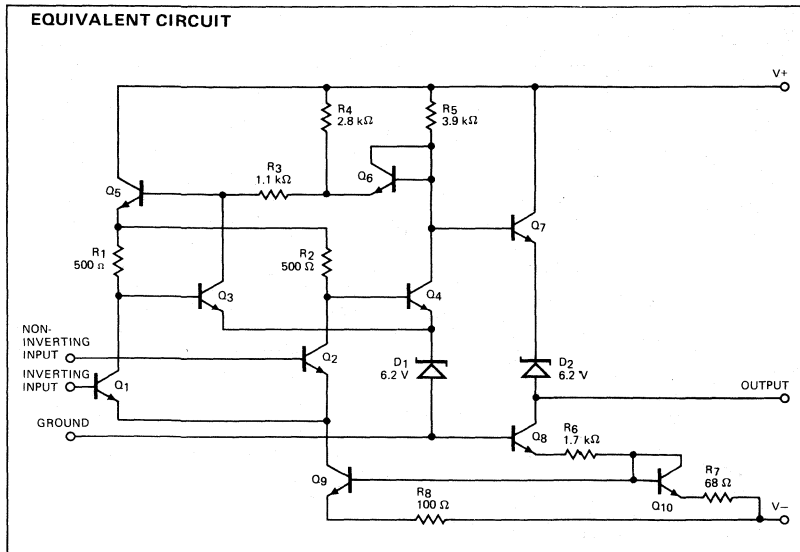 EQUIVALENT CIRCUIT
V+
R4
2.8 kΩ
R5
3.9 kΩ
R3
1.1 kΩ
Q6
Q5
Q7
R1
500 Ω
R2
500 Ω
Q3
Q4
NON-
INVERTING
INPUT
Q2
D1
6.2 V
D2
6.2 V
INVERTING
INPUT
Q1
OUTPUT
GROUND
Q8
R6
1.7 kΩ
Q9
R8
100 Ω
Q10
R7
68 Ω
V−